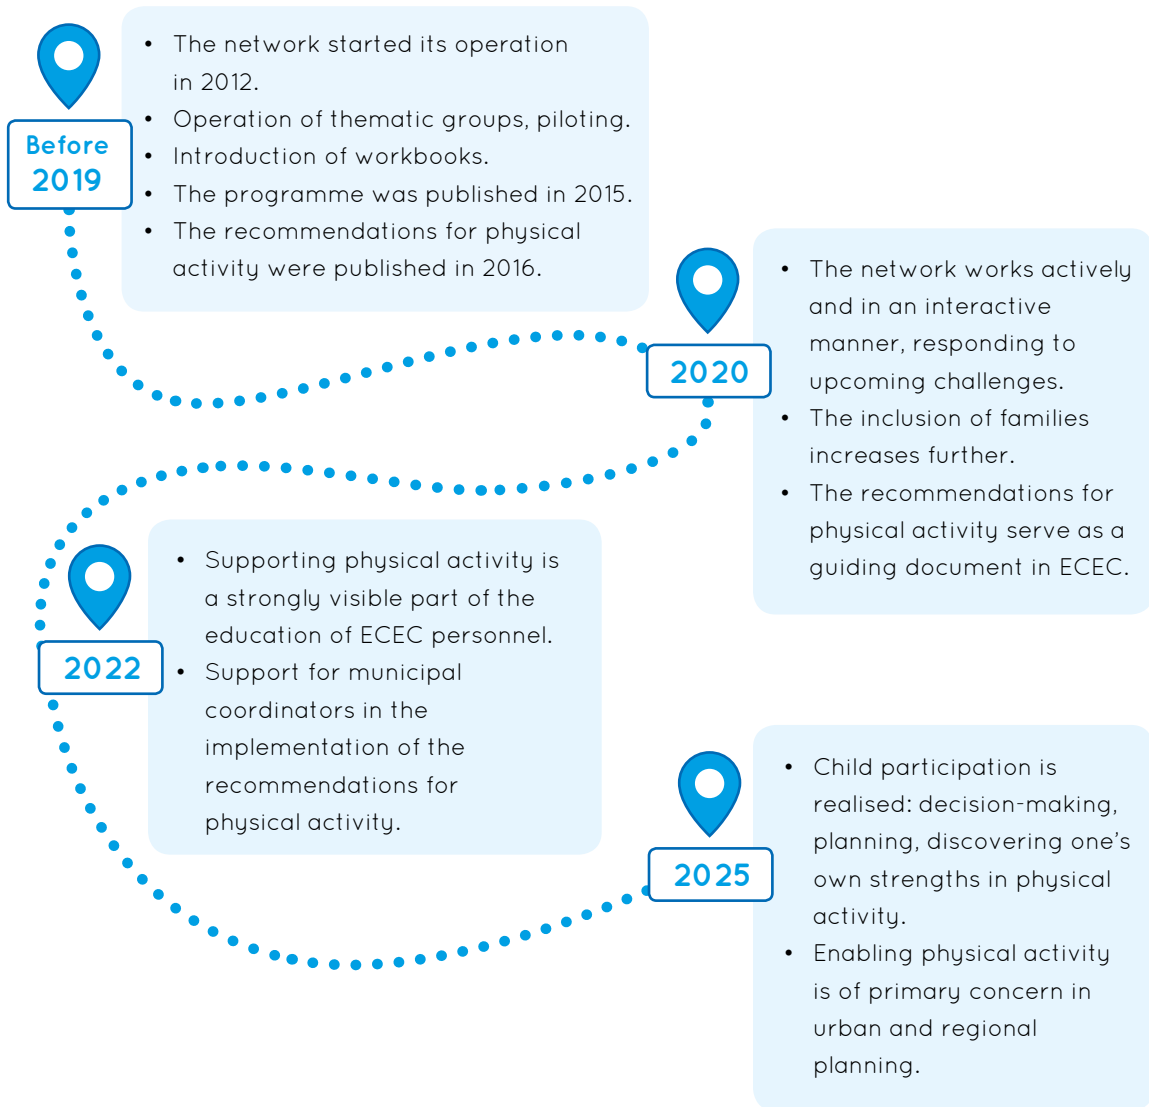 Before
2019
• The network started its operation
in 2012.
• Operation of thematic groups, piloting.
• Introduction of workbooks.
• The programme was published in 2015.
• The recommendations for physical
activity were published in 2016.
2020
• The network works actively
and in an interactive
manner, responding to
upcoming challenges.
• The inclusion of families
increases further.
• The recommendations for
physical activity serve as a
guiding document in ECEC.
2022
• Supporting physical activity is
a strongly visible part of the
education of ECEC personnel.
• Support for municipal
coordinators in the
implementation of the
recommendations for
physical activity.
2025
• Child participation is
realised: decision-making,
planning, discovering one’s
own strengths in physical
activity.
• Enabling physical activity
is of primary concern in
urban and regional
planning.